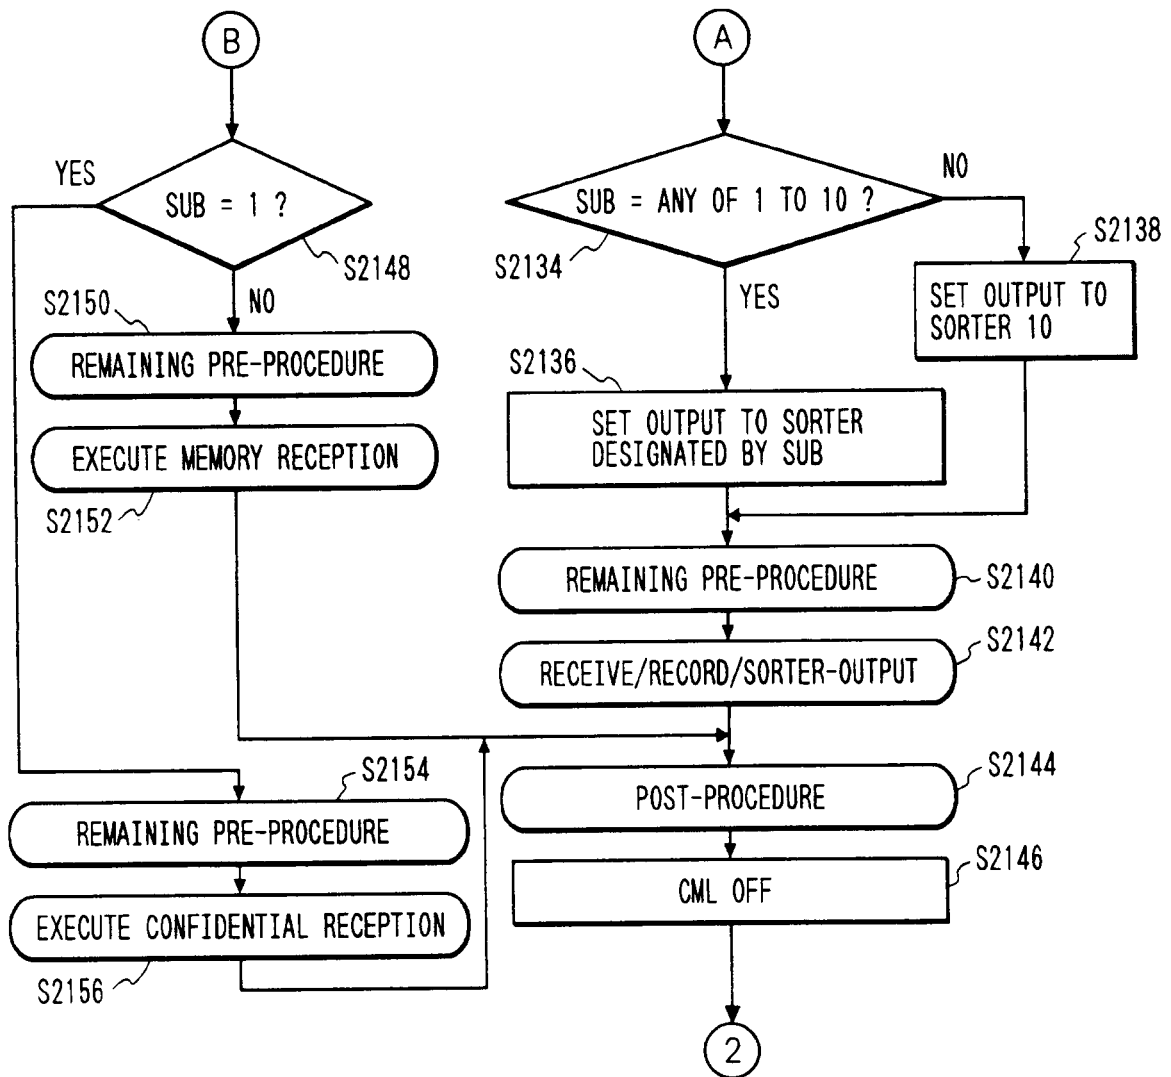 B
SUB = 1 ?
YES
NO
S2148
S2150
REMAINING PRE-PROCEDURE
EXECUTE MEMORY RECEPTION
S2152
S2154
REMAINING PRE-PROCEDURE
EXECUTE CONFIDENTIAL RECEPTION
S2156
A
SUB = ANY OF 1 TO 10 ?
NO
S2134
YES
S2138
SET OUTPUT TO
SORTER 10
S2136
SET OUTPUT TO SORTER
DESIGNATED BY SUB
REMAINING PRE-PROCEDURE
S2140
S2142
RECEIVE/RECORD/SORTER-OUTPUT
S2144
POST-PROCEDURE
S2146
CML OFF
2